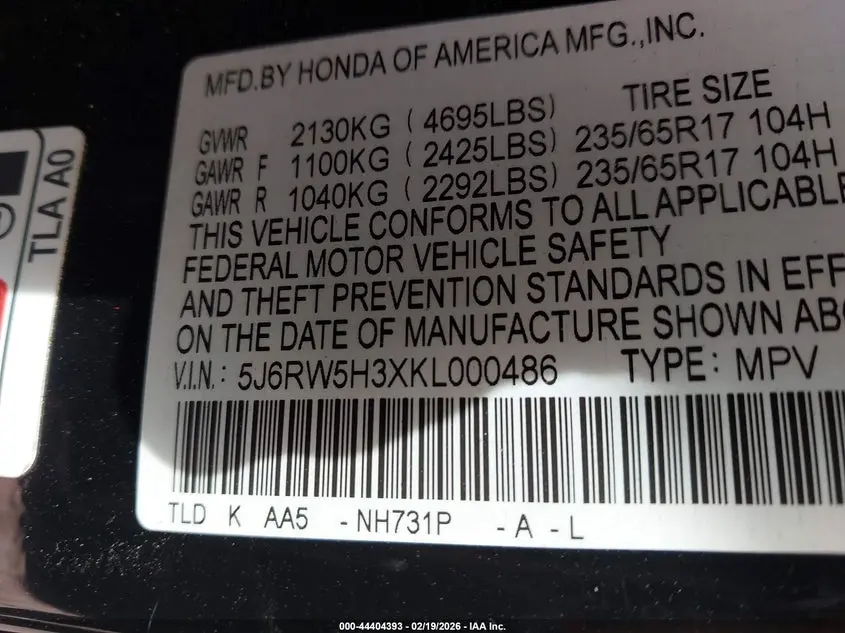 MFD.BY HONDA OF AMERICA MFG.,INC.
TIRE SIZE
GVWR 2130KG ( 4695LBS)
GAWR F 1100KG ( 2425LBS) 235/65R17 104H
GAWR R 1040KG ( 2292LBS) 235/65R17 104H
THIS VEHICLE CONFORMS TO ALL APPLICABLE
FEDERAL MOTOR VEHICLE SAFETY
AND THEFT PREVENTION STANDARDS IN EFF
ON THE DATE OF MANUFACTURE SHOWN ABO
V.I.N.: 5J6RW5H3XKL000486 TYPE: MPV
TLD K AA5 -NH731P -A-L
TLA A0
000-44404393 - 02/19/2026 - IAA Inc.